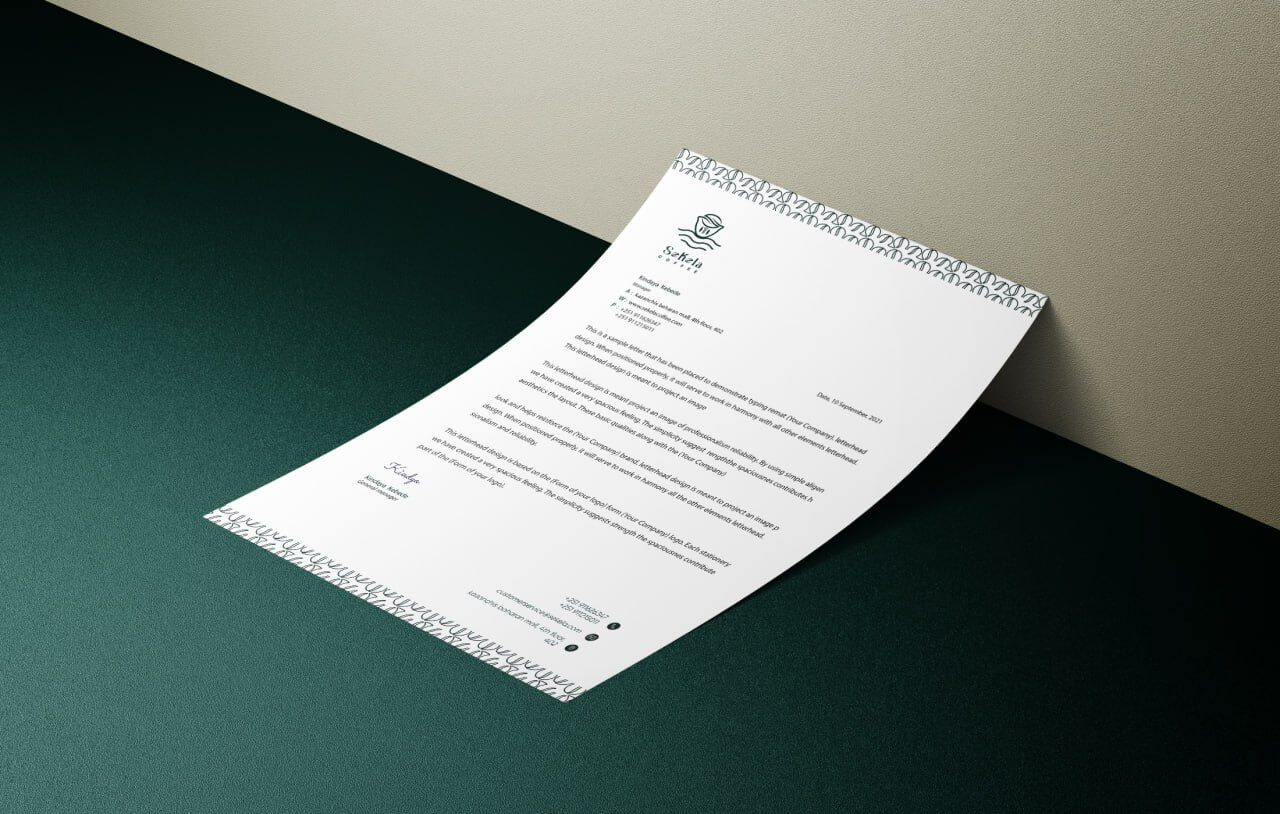 Sekela
COFFEE
Kindeya Kebede
Manager
A : kazanchis beharan mall, 4th floor, 402
W : www.sekelacoffee.com
P : +251 911626347
+251 911215011
Date, 10 September, 2021
This is a sample letter that has been placed to demonstrate typing remat (Your Company), letterhead
design. When positioned properly, it will serve to work in harmony with all other elements letterhead.
This letterhead design is meant to project an image
This letterhead design is meant project an image of professionalism reliability. By using simple aligen
we have created a very spacious feeling. The simplicity suggest rengththe spaciousness contributes h
aesthetics the layout. These basic qualities along with the (Your Company)
look and helps reinforce the (Your Company) brand, letterhead design is meant to project an image p
design. When positioned properly, it will serve to work in harmony all the other elements letterhead.
sionalism and reliability.
This letterhead design is based on the (Form of your logo) form (Your Company) logo. Each stationery
we have created a very spacious feeling. The simplicity suggests strength the spaciousnes contribute
part of the (Form of your logo).
Kindya
Kindeya Kebede
General manager
+251 911626347
+251 911215011
customerservice@sekela.com
kazanchis baharan mall, 4th floor,
402